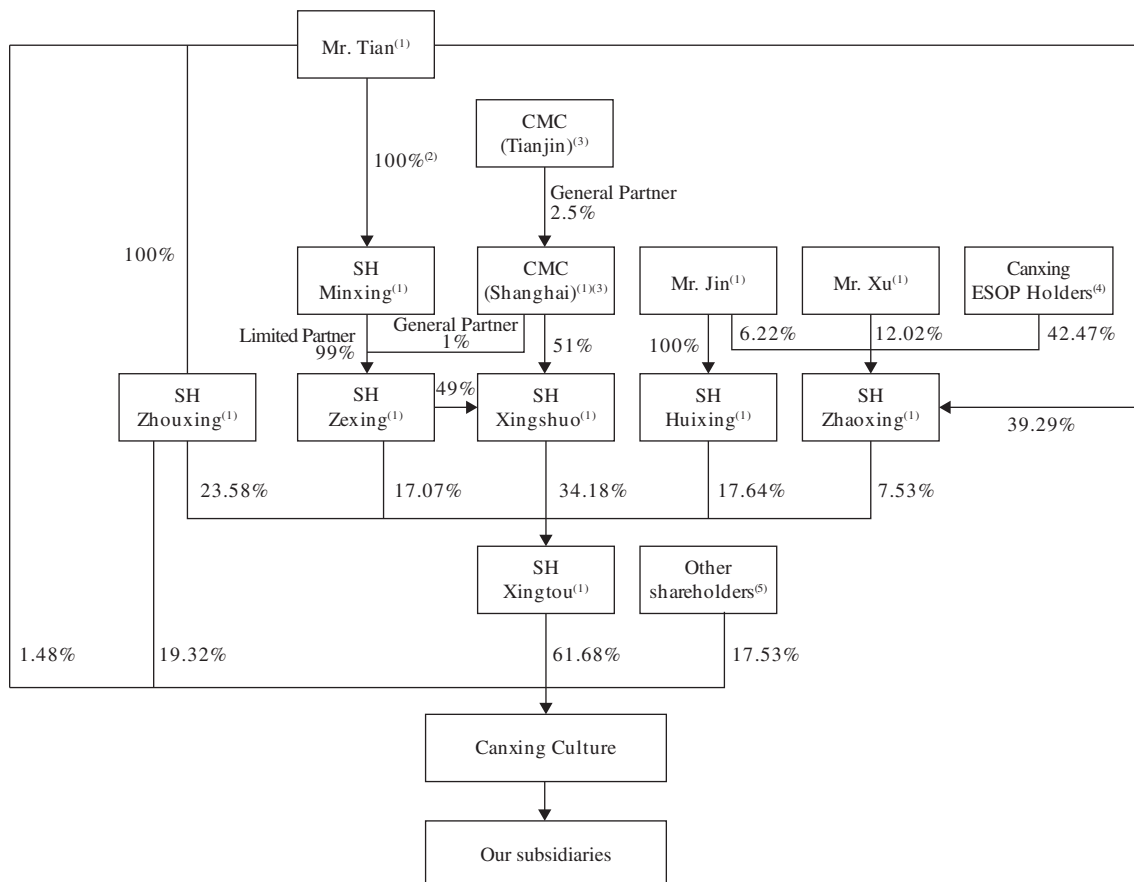 Mr. Tian(1)
CMC
(Tianjin)(3)
100%(2)
General Partner
2.5%
100%
SH
Minxing(1)
CMC
(Shanghai)(1)(3)
Mr. Jin(1)
Mr. Xu(1)
Canxing
ESOP Holders(4)
Limited Partner
99%
General Partner
1%
51%
100%
6.22%
12.02%
42.47%
SH
Zhouxing(1)
SH
Zexing(1)
49%
SH
Xingshuo(1)
SH
Huixing(1)
SH
Zhaoxing(1)
39.29%
23.58%
17.07%
34.18%
17.64%
7.53%
SH
Xingtou(1)
Other
shareholders(5)
1.48%
19.32%
61.68%
17.53%
Canxing Culture
Our subsidiaries